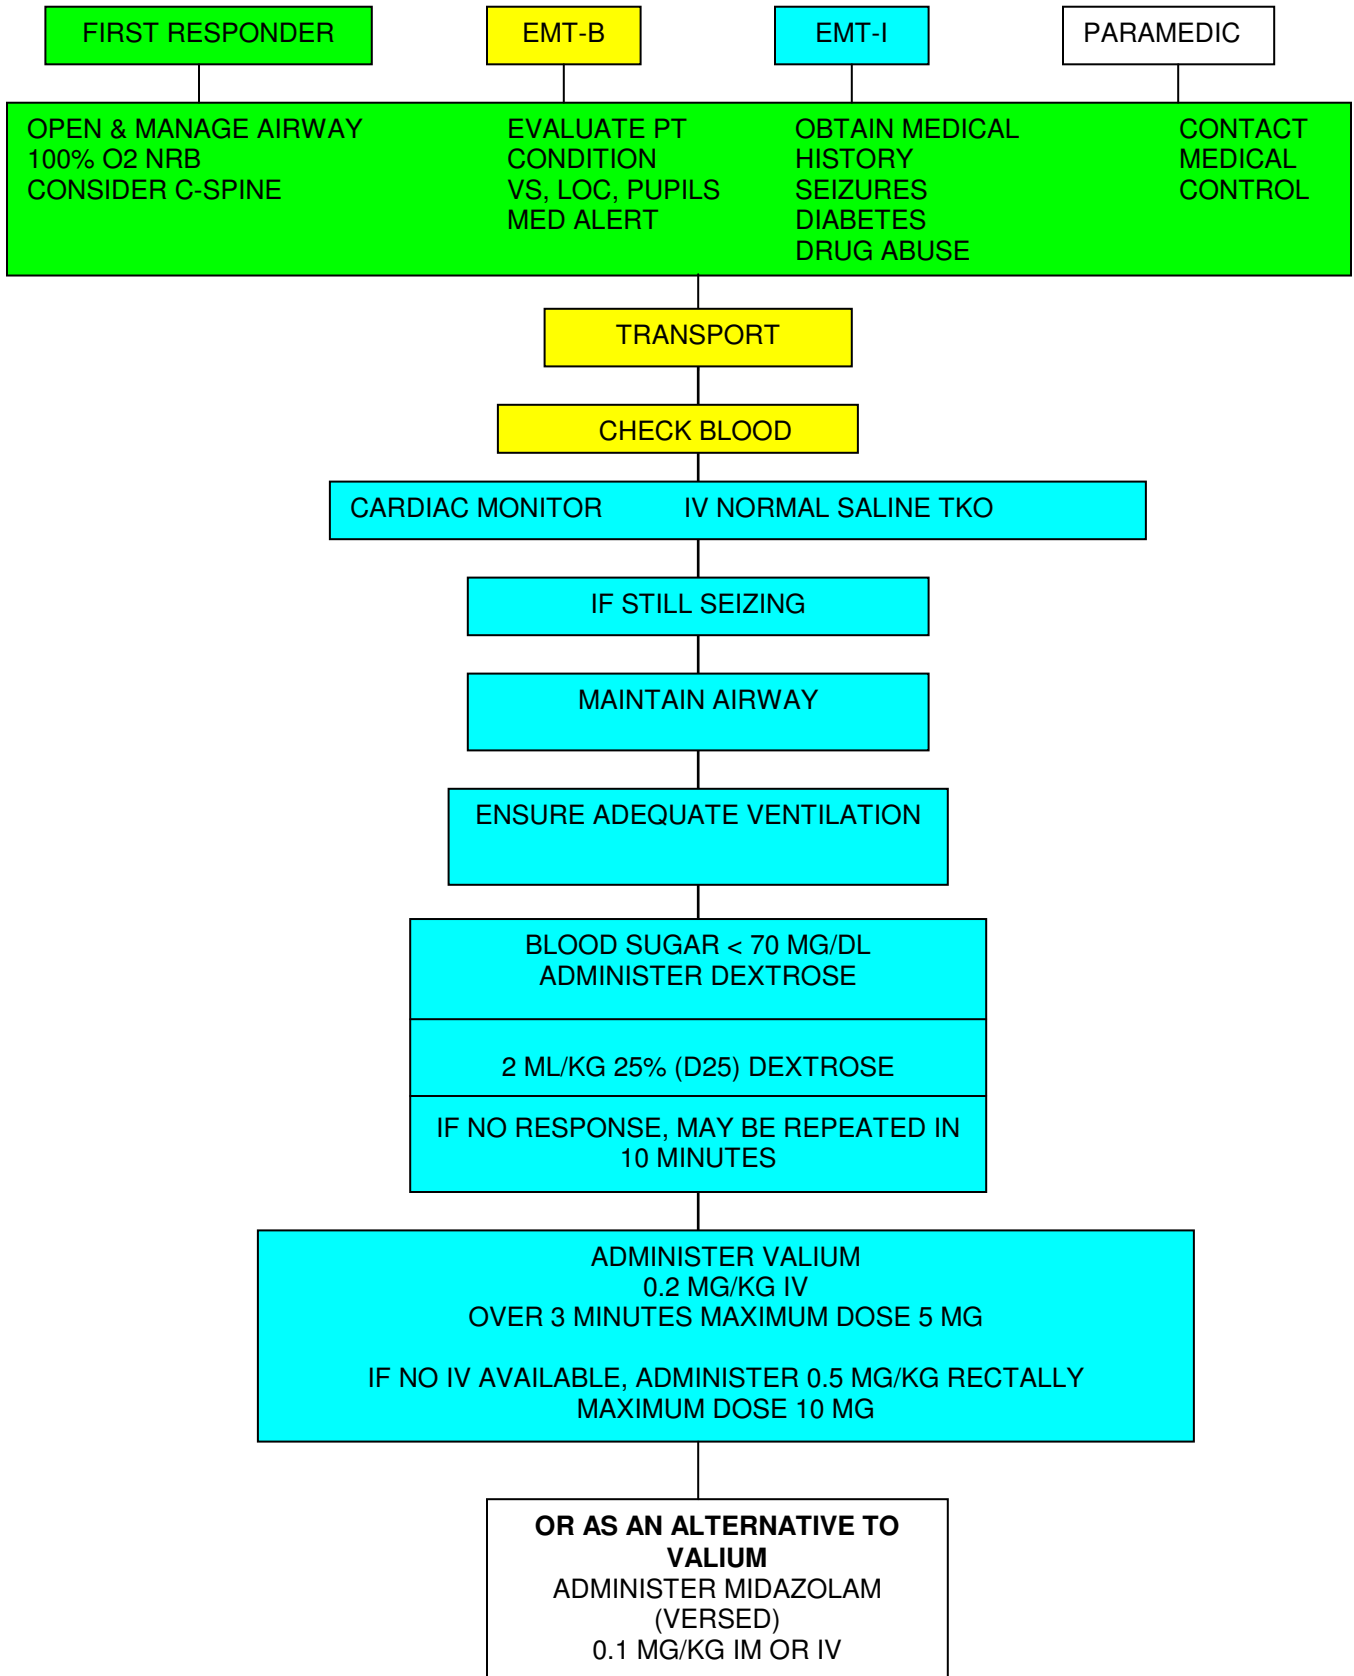 FIRST RESPONDER
EMT-B
EMT-I
PARAMEDIC
OPEN & MANAGE AIRWAY
100% O2 NRB
CONSIDER C-SPINE
EVALUATE PT
CONDITION
VS, LOC, PUPILS
MED ALERT
OBTAIN MEDICAL
HISTORY
SEIZURES
DIABETES
DRUG ABUSE
CONTACT
MEDICAL
CONTROL
TRANSPORT
CHECK BLOOD
CARDIAC MONITOR IV NORMAL SALINE TKO
IF STILL SEIZING
MAINTAIN AIRWAY
ENSURE ADEQUATE VENTILATION
BLOOD SUGAR < 70 MG/DL
ADMINISTER DEXTROSE
2 ML/KG 25% (D25) DEXTROSE
IF NO RESPONSE, MAY BE REPEATED IN
10 MINUTES
ADMINISTER VALIUM
0.2 MG/KG IV
OVER 3 MINUTES MAXIMUM DOSE 5 MG
IF NO IV AVAILABLE, ADMINISTER 0.5 MG/KG RECTALLY
MAXIMUM DOSE 10 MG
OR AS AN ALTERNATIVE TO
VALIUM
ADMINISTER MIDAZOLAM
(VERSED)
0.1 MG/KG IM OR IV